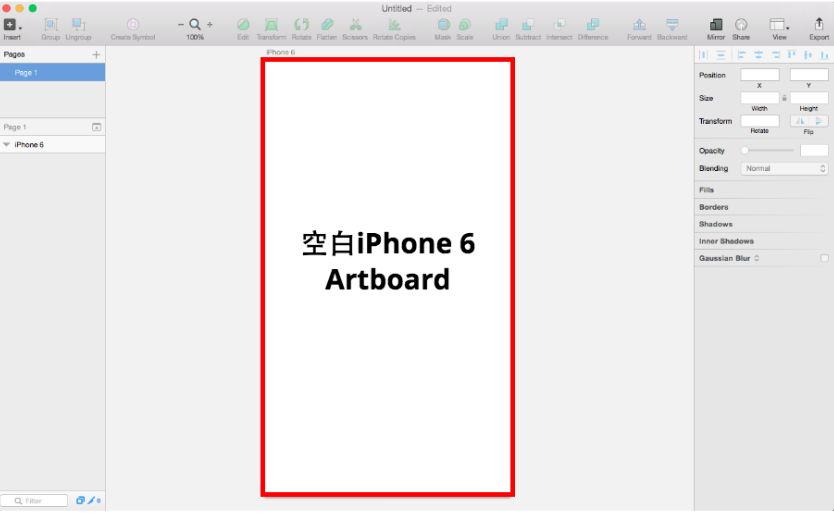 Untitled — Edited
Insert Group Ungroup Create Symbol 100% Edit Transform Rotate Flatten Scissors Rotate Copies Mask Scale Union Subtract Intersect Difference Forward Backward Mirror Share View Export
Pages
Page 1
Page 1
iPhone 6
Filter
6
iPhone 6
空白iPhone 6
Artboard
Position
X Y
Size
Width Height
Transform
Rotate Flip
Opacity
Blending Normal
Fills
Borders
Shadows
Inner Shadows
Gaussian Blur